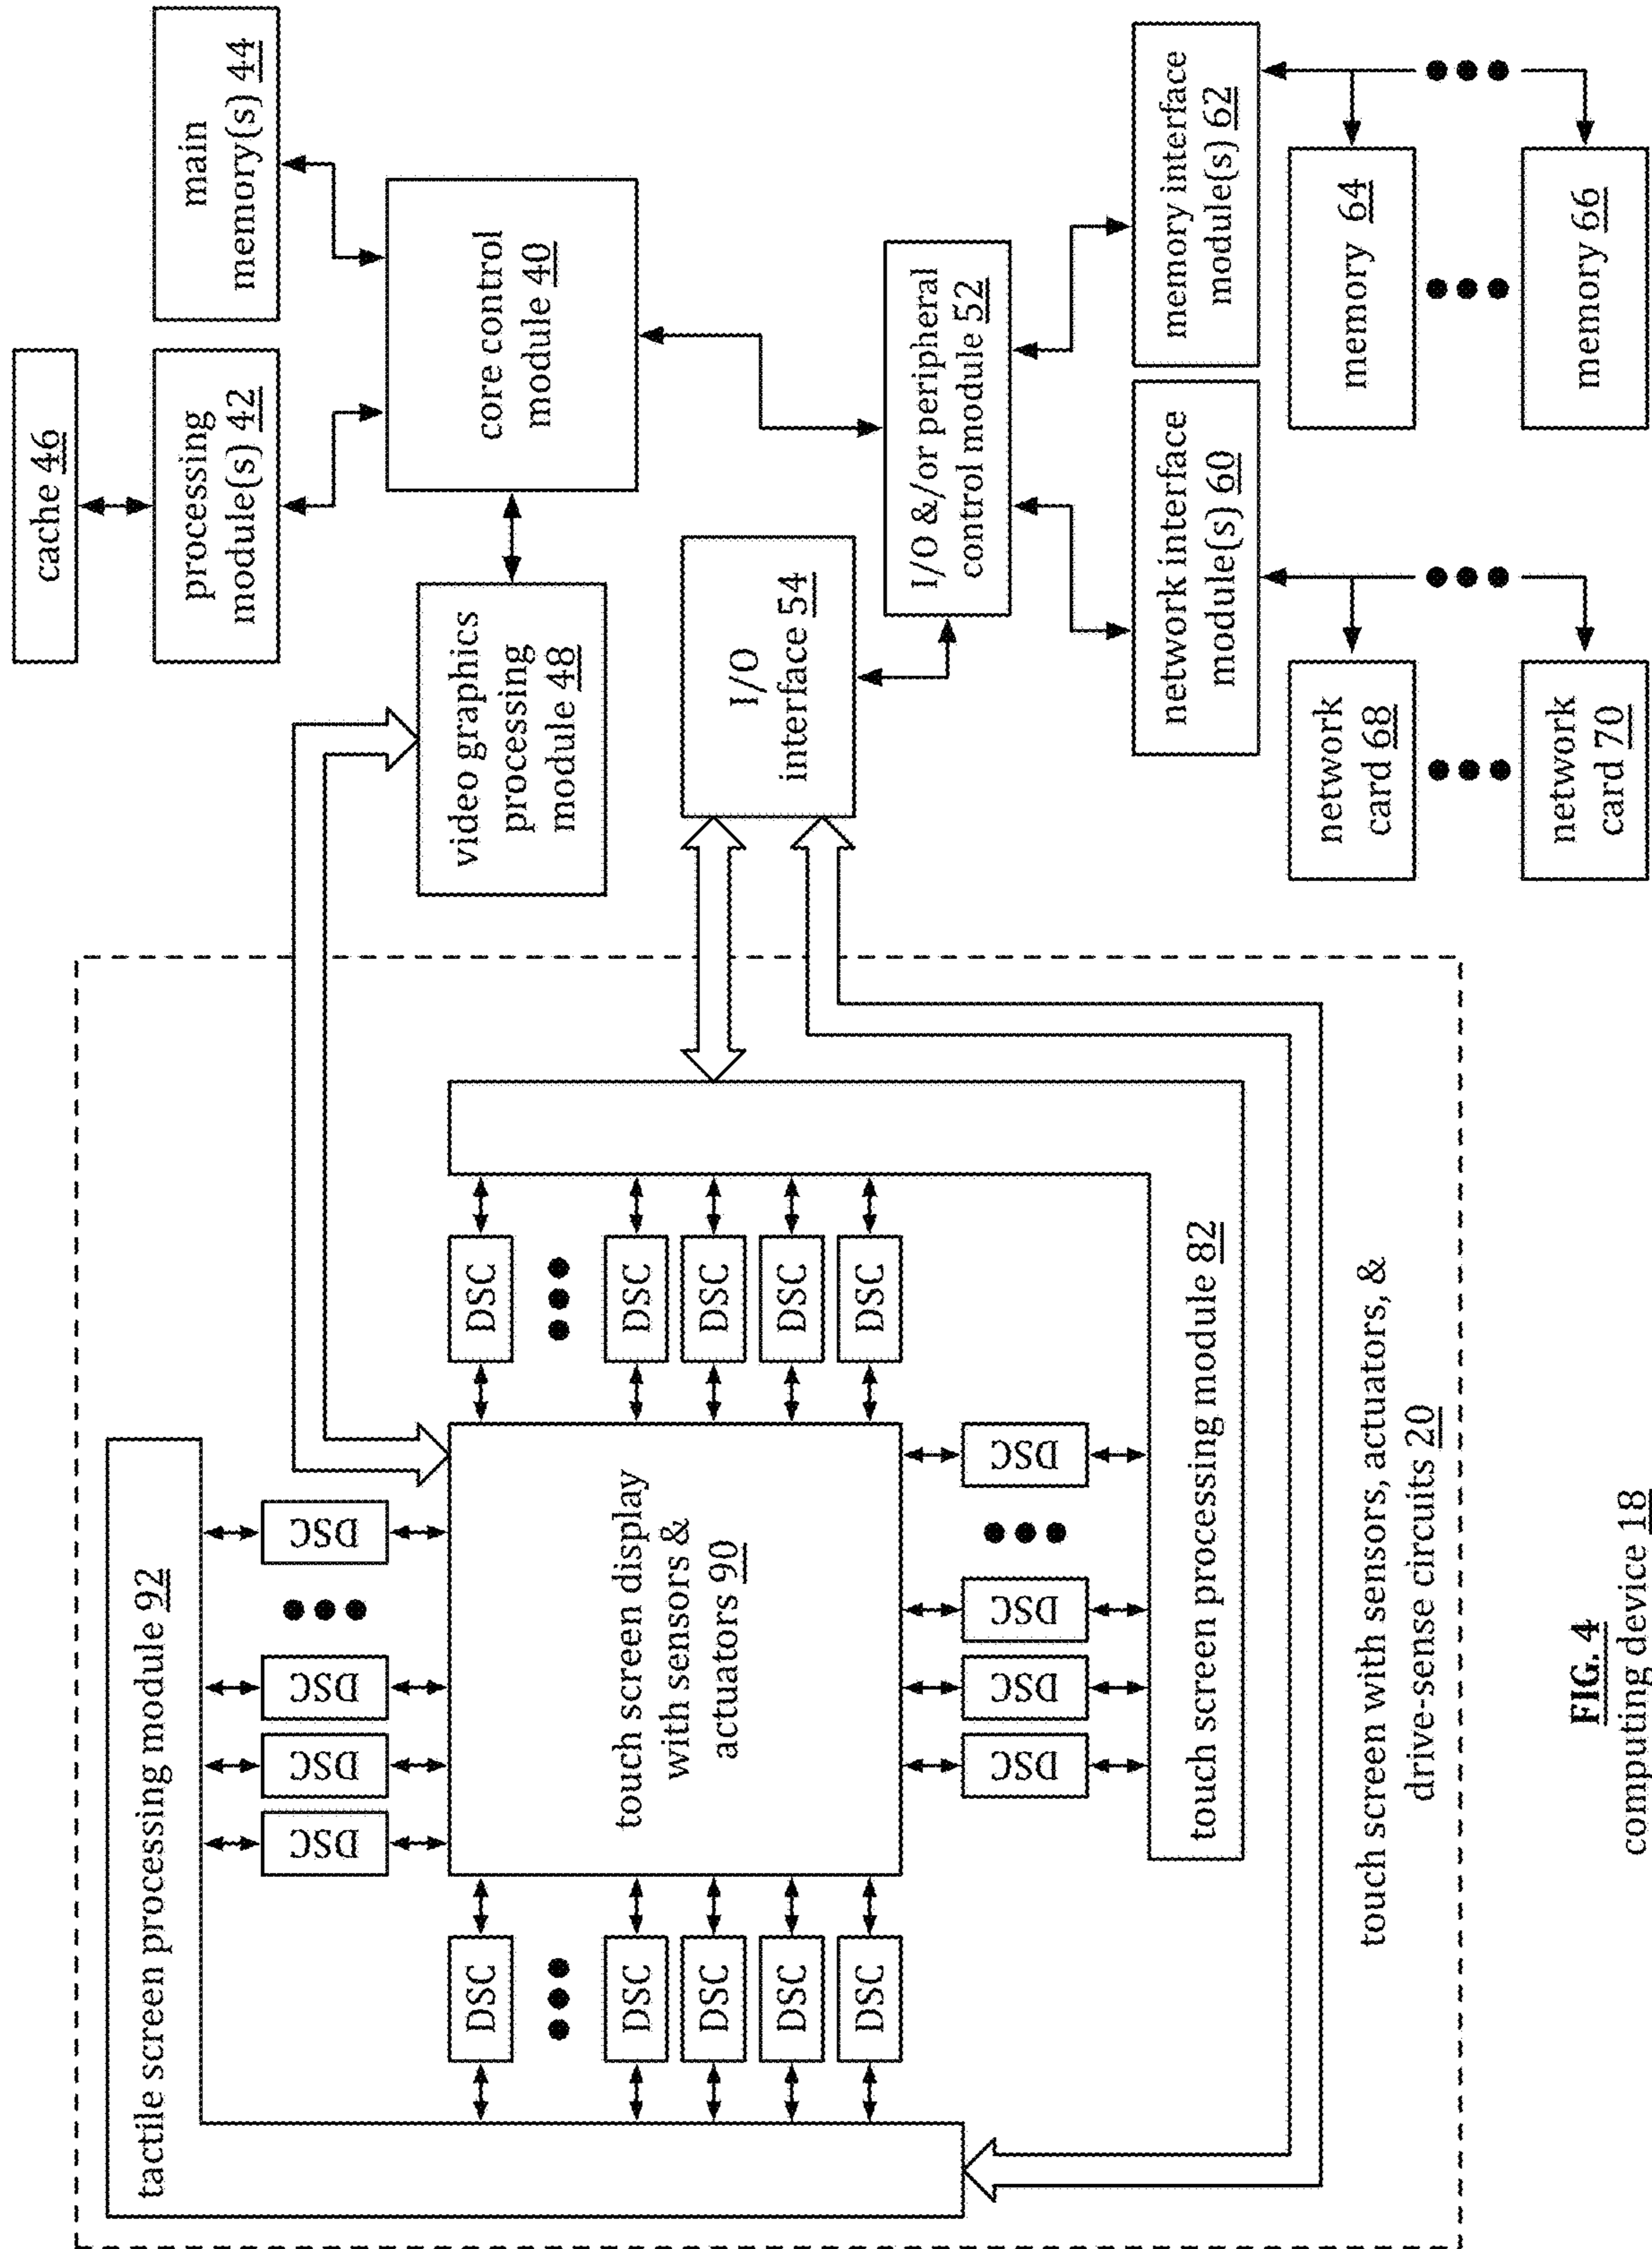 cache 46
processing
module(s) 42
main
memory(s) 44
core control
module 40
video graphics
processing
module 48
I/O
interface 54
I/O &/or peripheral
control module 52
network interface
module(s) 60
memory interface
module(s) 62
network
card 68
network
card 70
memory 64
memory 66
tactile screen processing module 92
DSC
DSC
DSC
DSC
DSC
DSC
DSC
DSC
DSC
touch screen display
with sensors &
actuators 90
DSC
DSC
DSC
DSC
DSC
DSC
DSC
DSC
DSC
touch screen processing module 82
touch screen with sensors, actuators, &
drive-sense circuits 20
FIG. 4
computing device 18